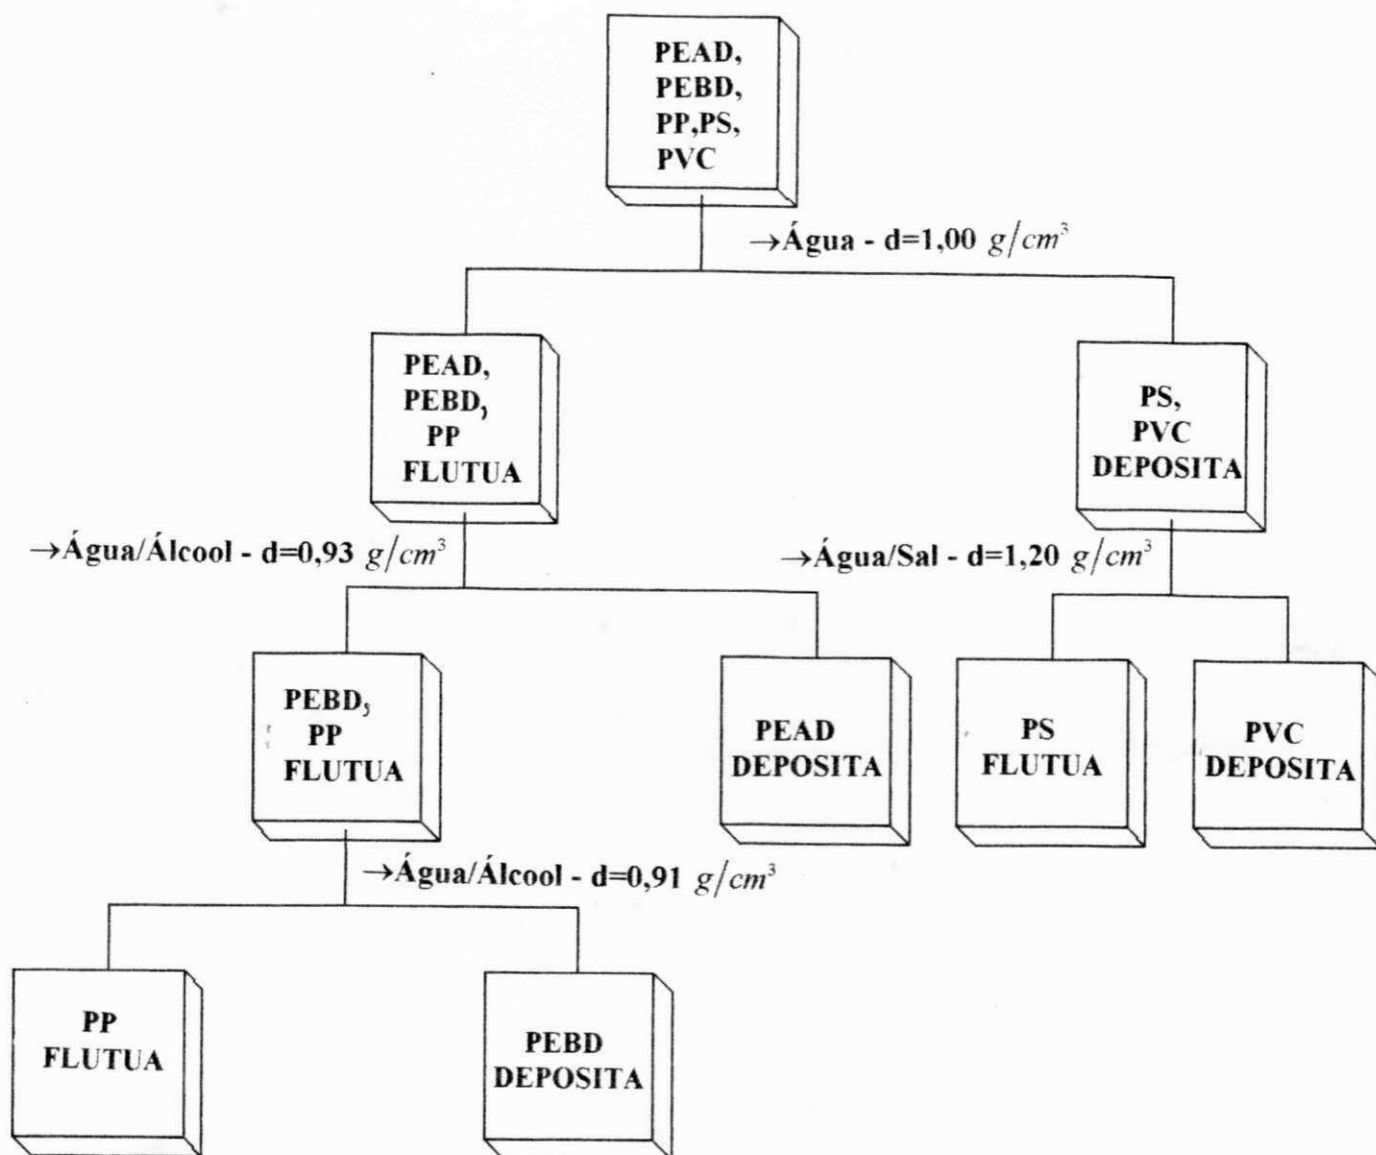 PEAD,
PEBD,
PP,PS,
PVC
→Água - d=1,00 g/cm³
PEAD,
PEBD,
PP
FLUTUA
PS,
PVC
DEPOSITA
→Água/Álcool - d=0,93 g/cm³
→Água/Sal - d=1,20 g/cm³
PEBD,
PP
FLUTUA
PEAD
DEPOSITA
PS
FLUTUA
PVC
DEPOSITA
→Água/Álcool - d=0,91 g/cm³
PP
FLUTUA
PEBD
DEPOSITA